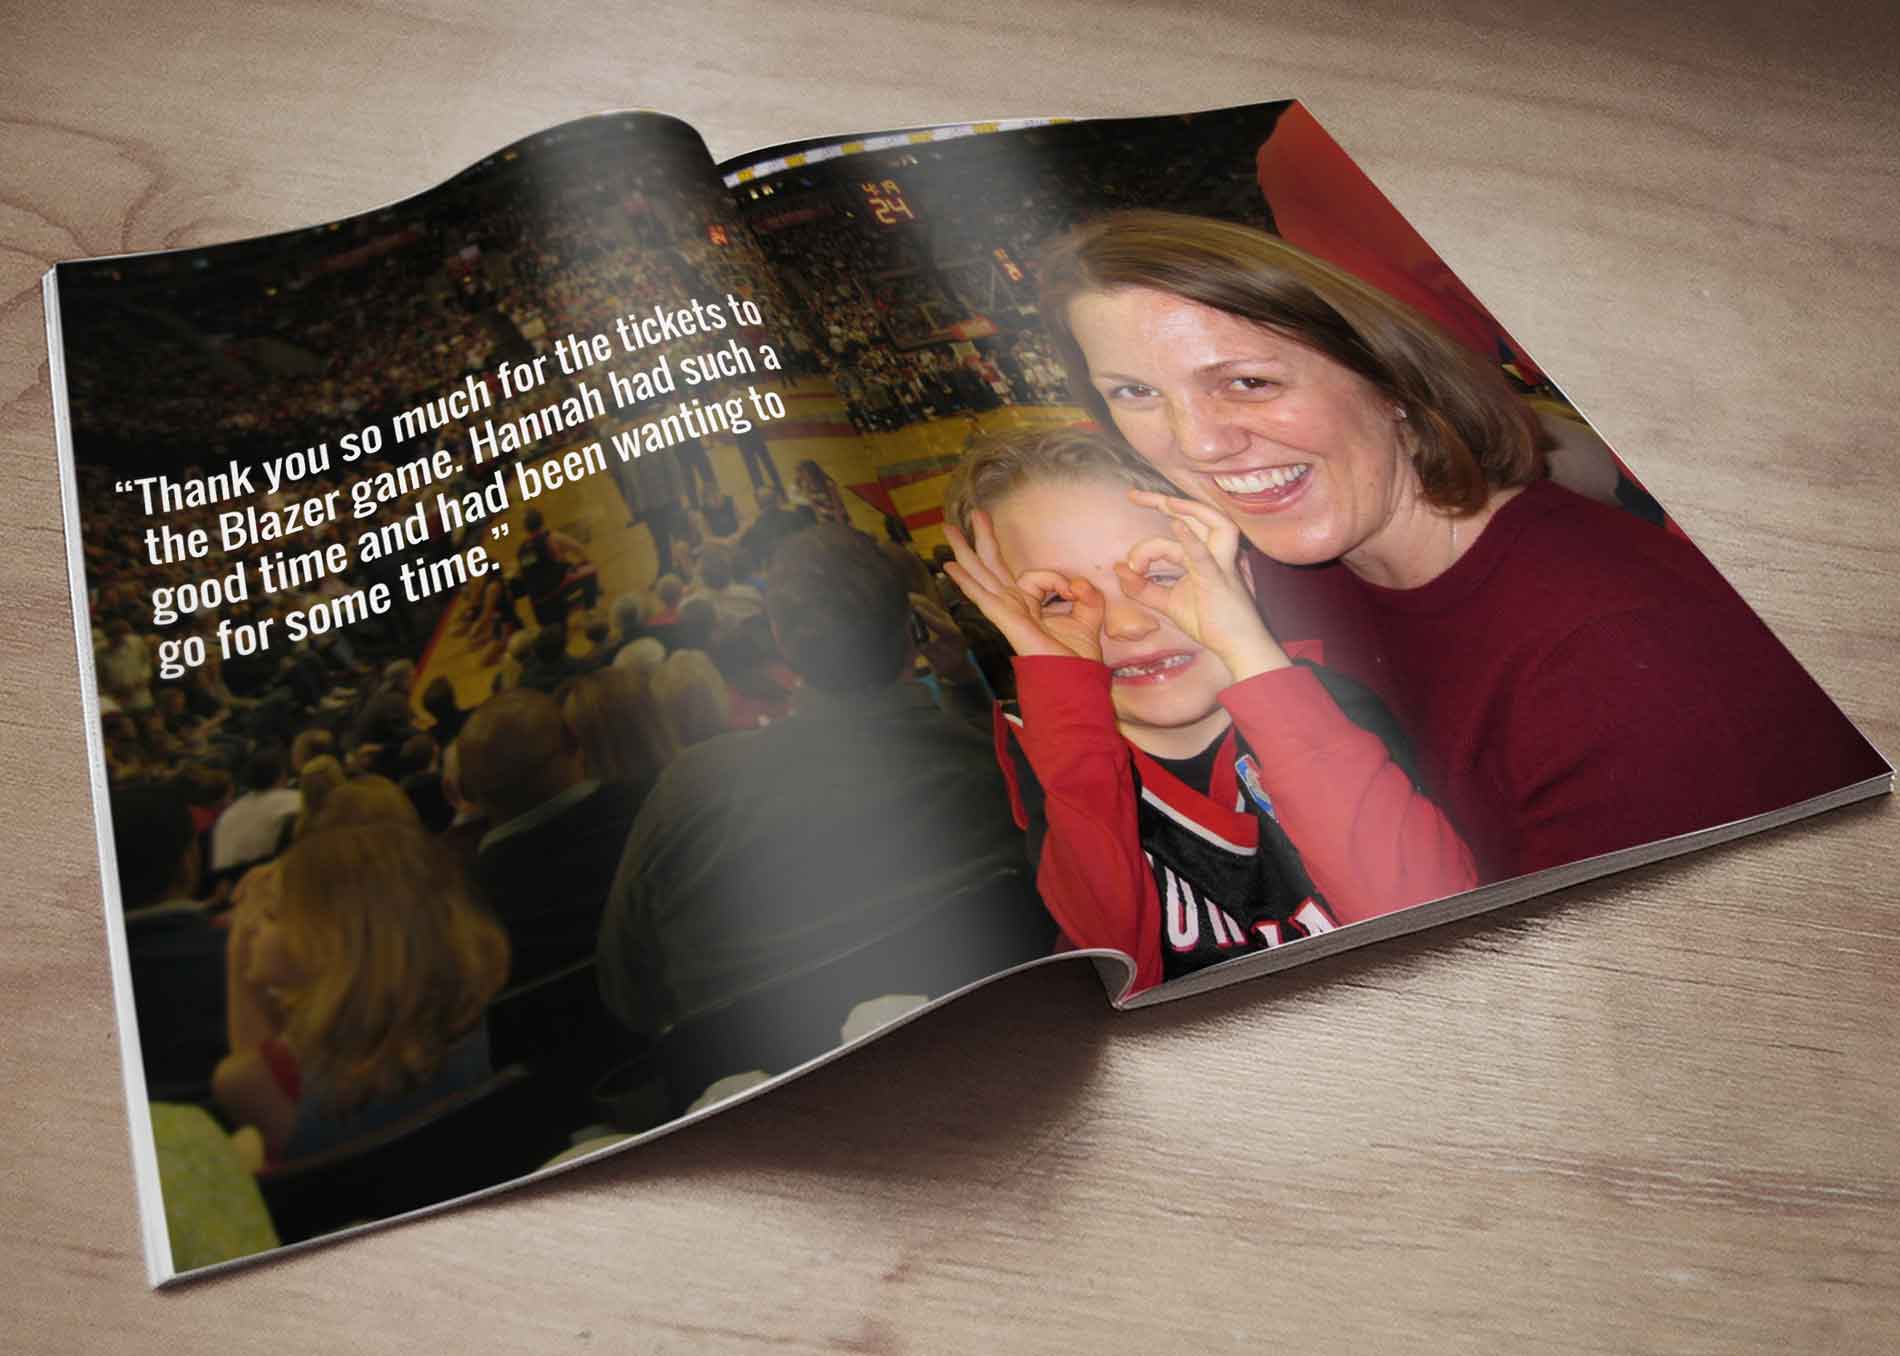 “Thank you so much for the tickets to
the Blazer game. Hannah had such a
good time and had been wanting to
go for some time.”
4:19
24
24